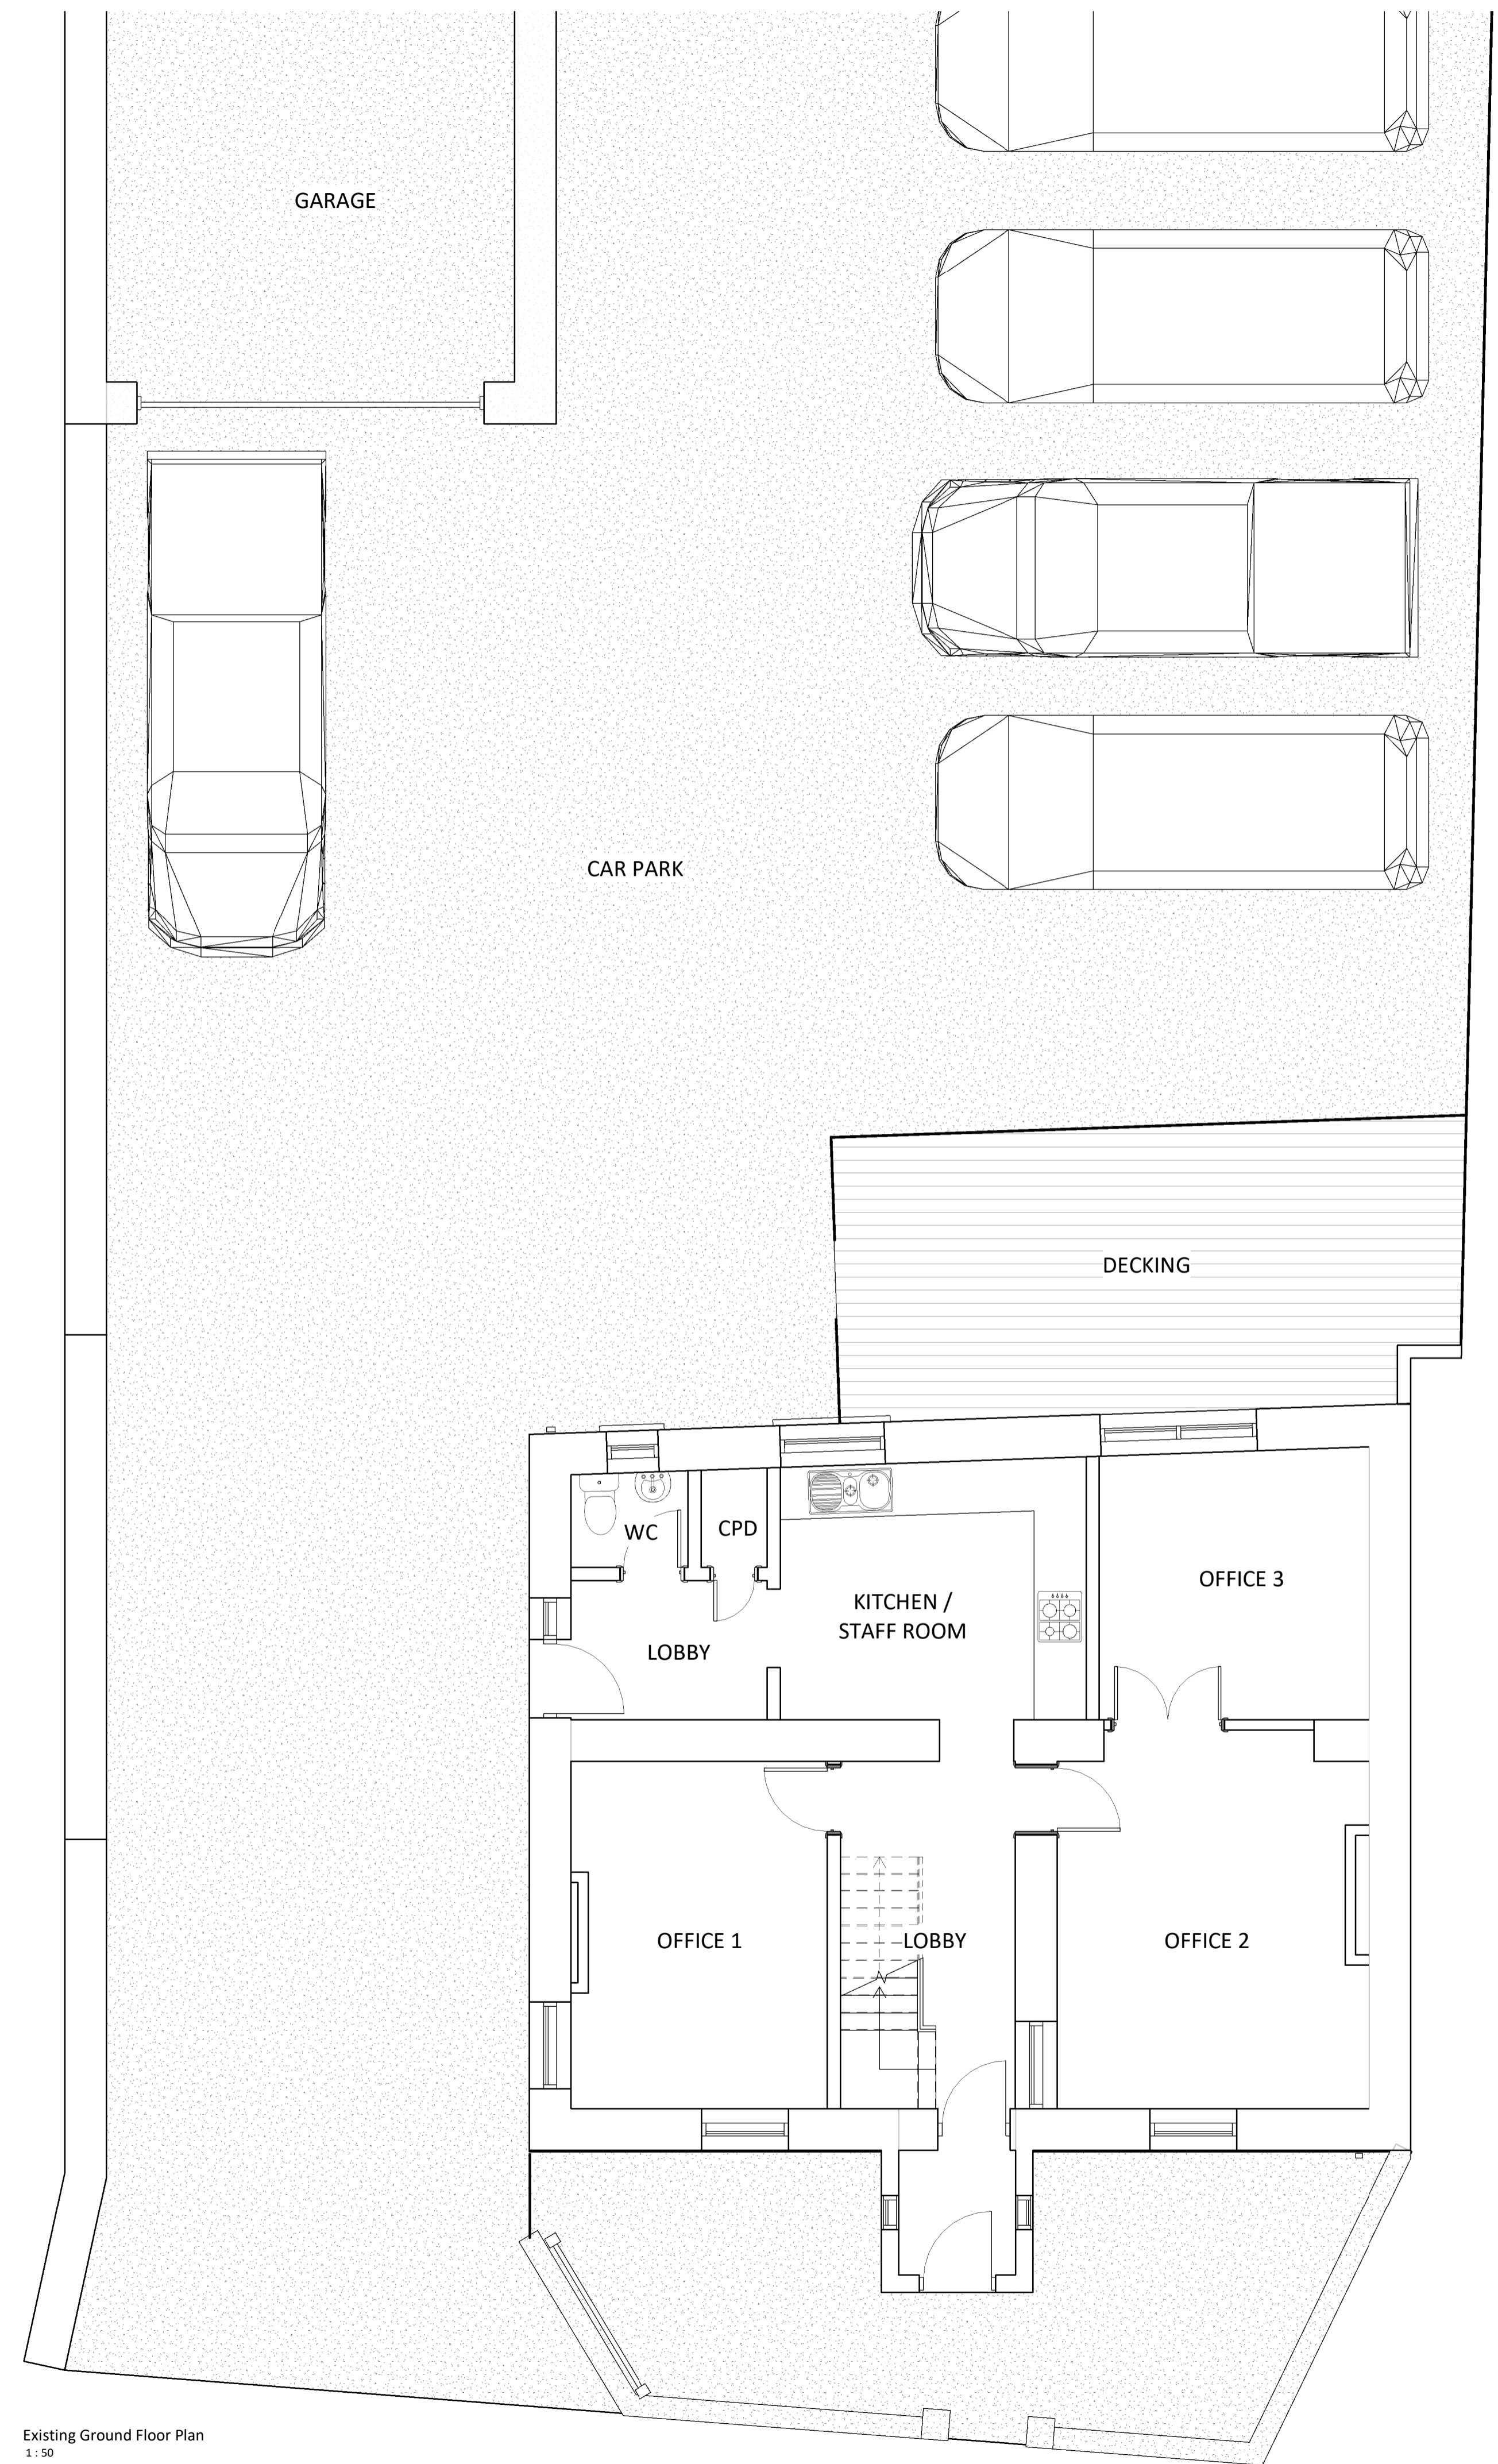 GARAGE
CAR PARK
DECKING
WC
CPD
OFFICE 3
KITCHEN /
STAFF ROOM
LOBBY
OFFICE 1
LOBBY
OFFICE 2
Existing Ground Floor Plan
1 : 50